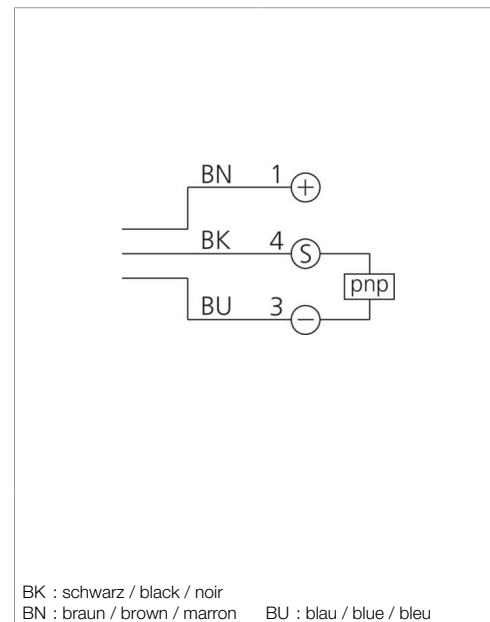 BN 1 +
BK 4 S
pnp
BU 3 −
BK : schwarz / black / noir
BN : braun / brown / marron BU : blau / blue / bleu